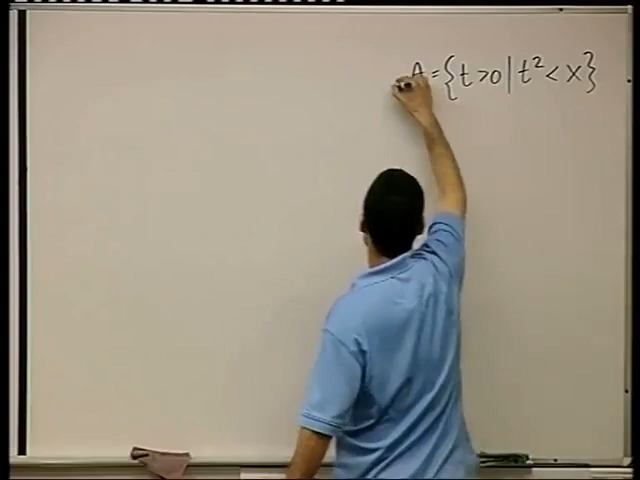 A = {t>0 | t² < x}